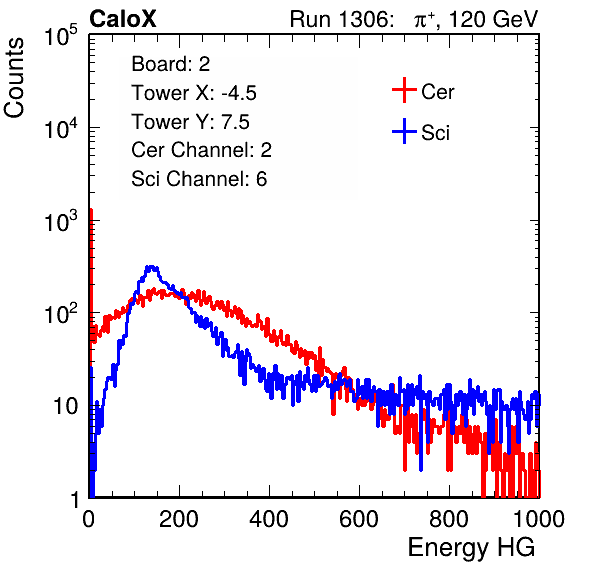 CaloX Run 1306: π⁺, 120 GeV
Counts
Board: 2
Tower X: -4.5
Tower Y: 7.5
Cer Channel: 2
Sci Channel: 6
Cer
Sci
10⁵
10⁴
10³
10²
10
1
0 200 400 600 800 1000
Energy HG